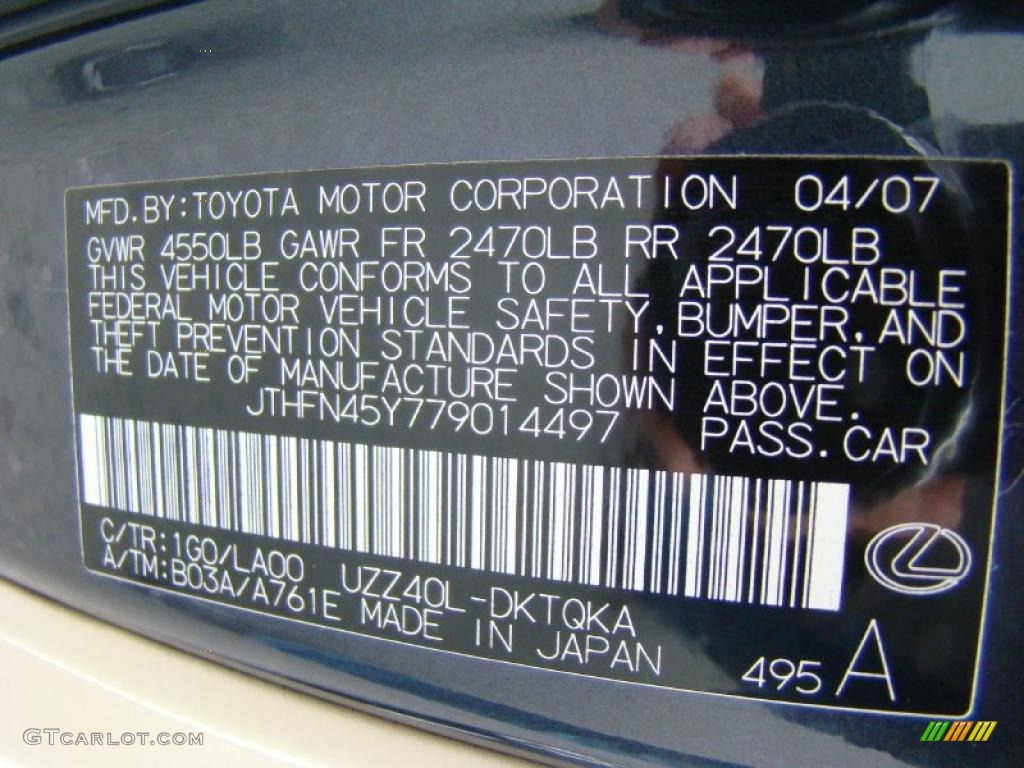 MFD.BY:TOYOTA MOTOR CORPORATION 04/07
GVWR 4550LB GAWR FR 2470LB RR 2470LB
THIS VEHICLE CONFORMS TO ALL APPLICABLE
FEDERAL MOTOR VEHICLE SAFETY,BUMPER,AND
THEFT PREVENTION STANDARDS IN EFFECT ON
THE DATE OF MANUFACTURE SHOWN ABOVE.
JTHFN45Y779014497 PASS.CAR
C/TR:1G0/LA00 UZZ40L-DKTQKA
A/TM:B03A/A761E MADE IN JAPAN
495 A
GTCarlot.com